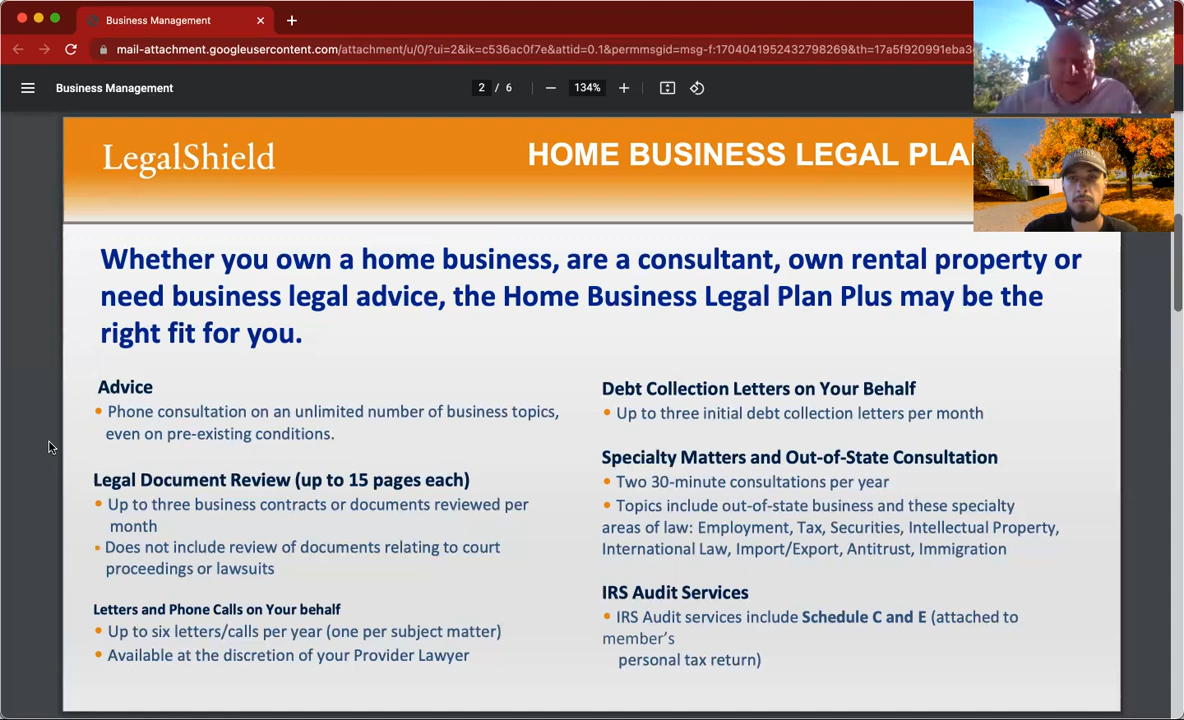 Business Management
mail-attachment.googleusercontent.com/attachment/u/0/?ui=2&ik=c536ac0f7e&attid=0.1&permmsgid=msg-f:1704041952432798269&th=17a5f920991eba3
Business Management
2 / 6
134%
LegalShield
HOME BUSINESS LEGAL PLA
Whether you own a home business, are a consultant, own rental property or
need business legal advice, the Home Business Legal Plan Plus may be the
right fit for you.
Advice
• Phone consultation on an unlimited number of business topics,
even on pre-existing conditions.
Legal Document Review (up to 15 pages each)
• Up to three business contracts or documents reviewed per
month
• Does not include review of documents relating to court
proceedings or lawsuits
Letters and Phone Calls on Your behalf
• Up to six letters/calls per year (one per subject matter)
• Available at the discretion of your Provider Lawyer
Debt Collection Letters on Your Behalf
• Up to three initial debt collection letters per month
Specialty Matters and Out-of-State Consultation
• Two 30-minute consultations per year
• Topics include out-of-state business and these specialty
areas of law: Employment, Tax, Securities, Intellectual Property,
International Law, Import/Export, Antitrust, Immigration
IRS Audit Services
• IRS Audit services include Schedule C and E (attached to
member's
personal tax return)